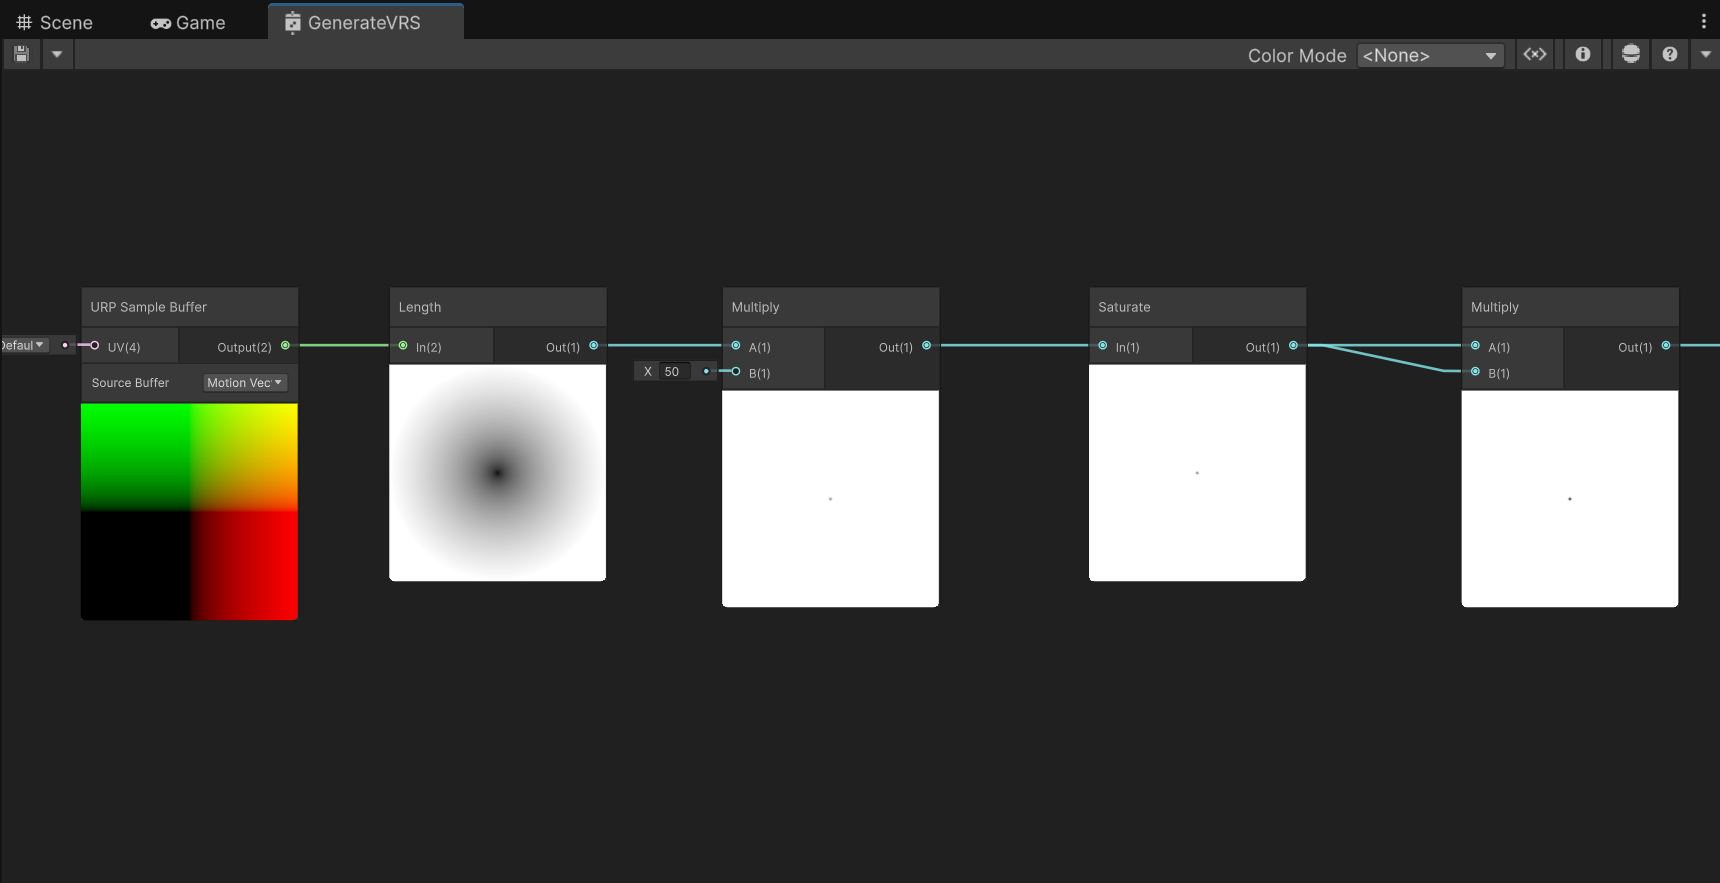 Scene Game GenerateVRS
Color Mode <None>
URP Sample Buffer
Defaul
UV(4) Output(2)
Source Buffer Motion Vec
Length
In(2) Out(1)
Multiply
A(1) Out(1)
X 50 B(1)
Saturate
In(1) Out(1)
Multiply
A(1) Out(1)
B(1)